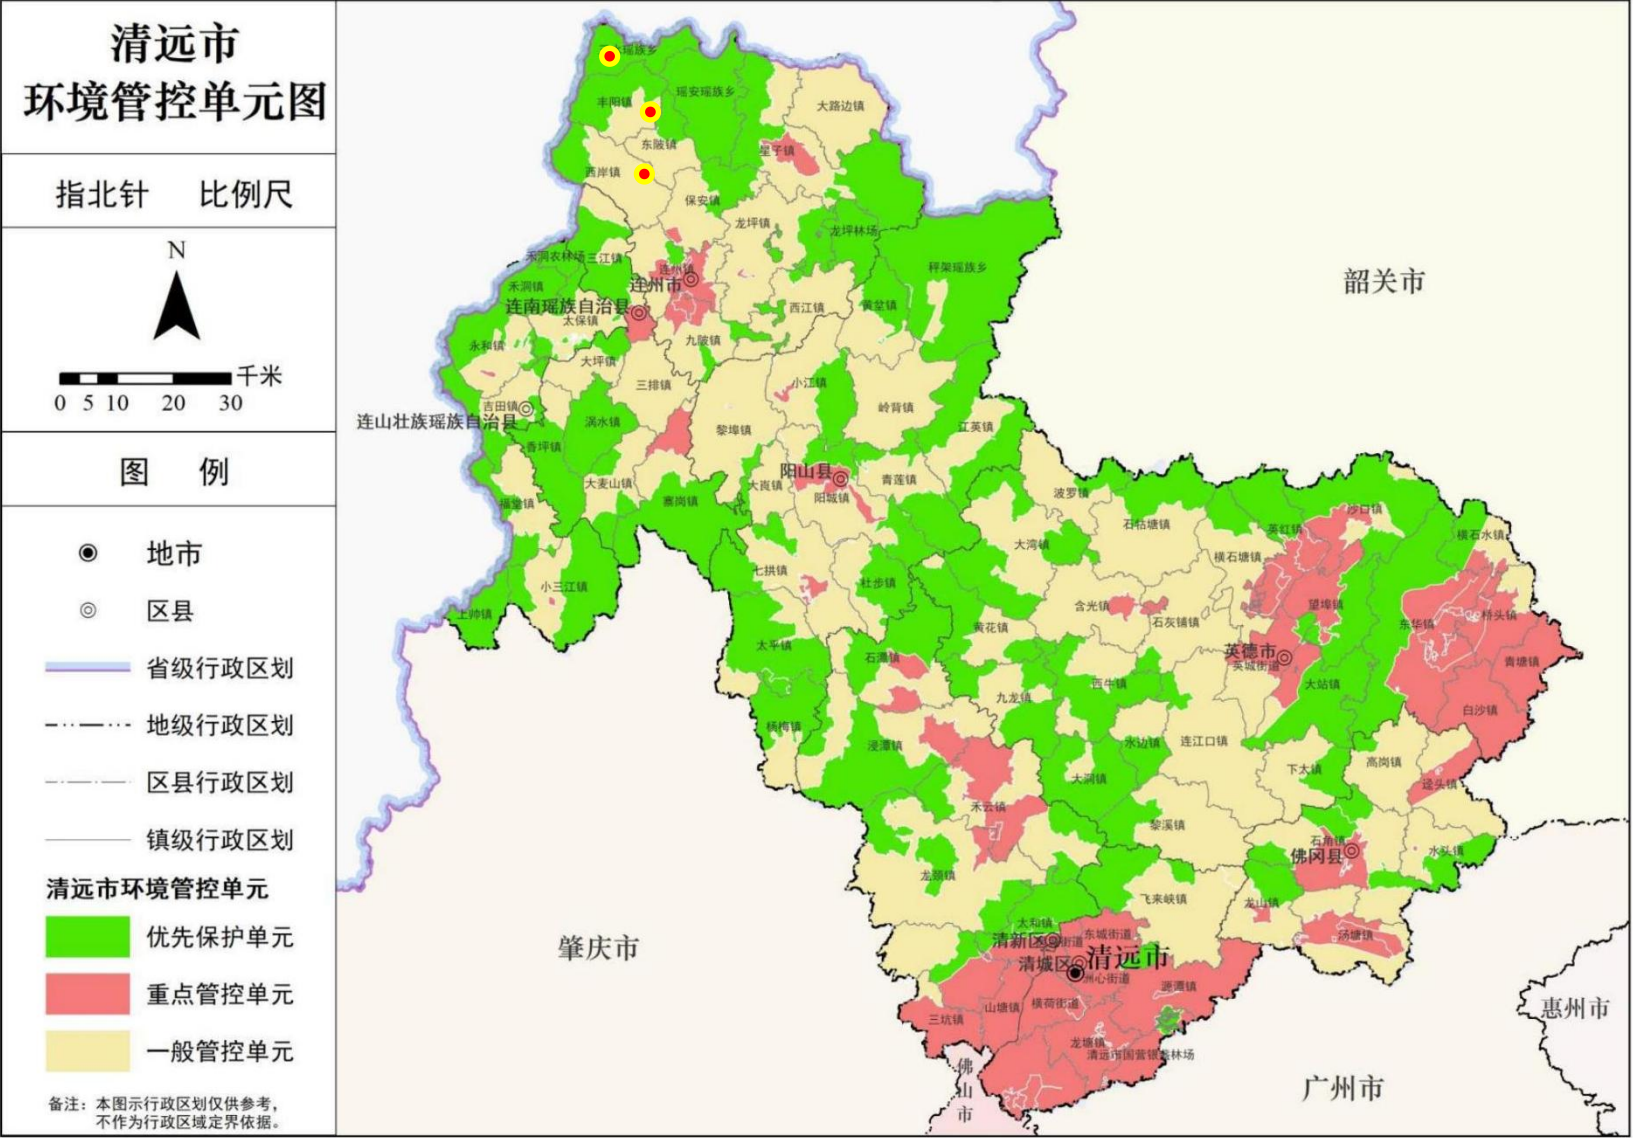 清远市
环境管控单元图
指北针 比例尺
N
千米
0 5 10 20 30
图 例
地市
区县
省级行政区划
地级行政区划
区县行政区划
镇级行政区划
清远市环境管控单元
优先保护单元
重点管控单元
一般管控单元
备注：本图示行政区划仅供参考，
不作为行政区域定界依据。
瑶族乡
丰阳镇
瑶安瑶族乡
大路边镇
东陂镇
星子镇
西岸镇
保安镇
龙坪镇
龙坪林场
禾洞农林场
三江镇
秤架瑶族乡
韶关市
连州镇
连州市
禾洞镇
连南瑶族自治县
太保镇
西江镇
黄坌镇
永和镇
九陂镇
大坪镇
三排镇
小江镇
岭背镇
吉田镇
连山壮族瑶族自治县
涡水镇
黎埠镇
江英镇
香坪镇
阳山县
大麦山镇
大崀镇
阳城镇
青莲镇
波罗镇
福堂镇
寨岗镇
石牯塘镇
英红镇
沙口镇
横石水镇
大湾镇
横石塘镇
七拱镇
杜步镇
小三江镇
上帅镇
含光镇
石灰铺镇
望埠镇
东华镇
桥头镇
黄花镇
太平镇
石潭镇
英德市
英城街道
青塘镇
西牛镇
大站镇
九龙镇
白沙镇
杨梅镇
浸潭镇
水边镇
连江口镇
大洞镇
下太镇
高岗镇
迳头镇
禾云镇
黎溪镇
石角镇
佛冈县
水头镇
龙颈镇
飞来峡镇
龙山镇
太和镇
清新区
街道
东城街道
汤塘镇
肇庆市
清城区
清远市
洲心街道
源潭镇
三坑镇
山塘镇
横荷街道
龙塘镇
清远市国营银盏林场
惠州市
佛山市
广州市